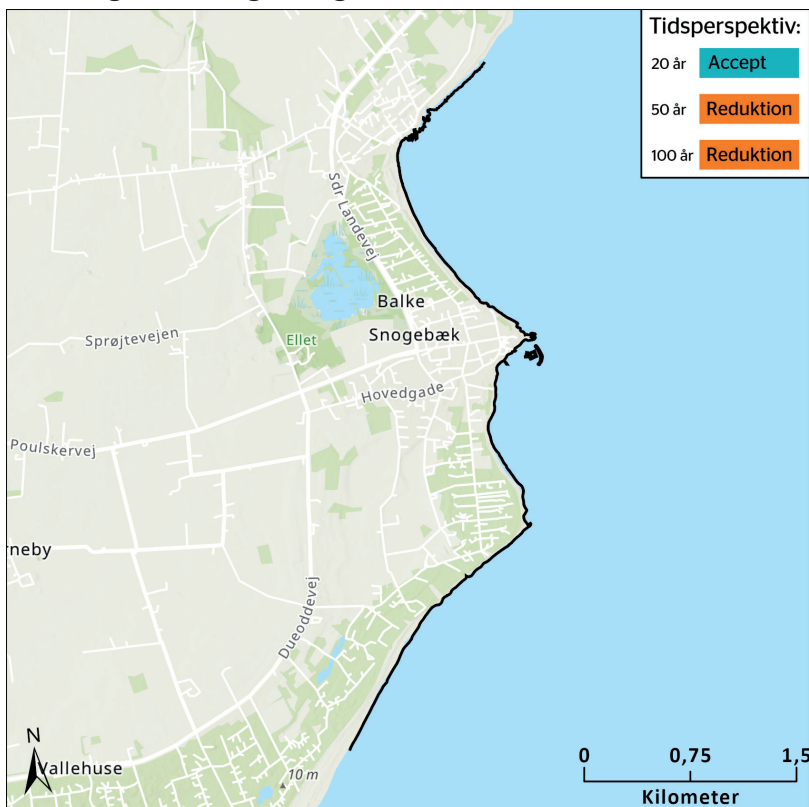 Tidsperspektiv:
20 år Accept
50 år Reduktion
100 år Reduktion
Sdr Landevej
Balke
Snogebæk
Sprøjtevejen
Ellet
Hovedgade
Poulskervej
rneby
Dueoddevej
N
Vallehuse
10 m
0 0,75 1,5
Kilometer